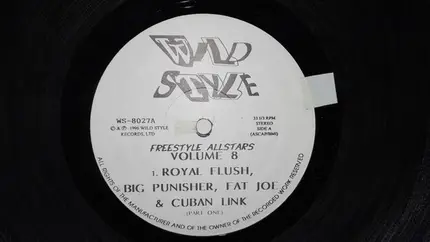 WILD
STYLE
WS-8027A
© & ℗ 1998 WILD STYLE
RECORDS, LTD
33 1/3 RPM
STEREO
SIDE A
(ASCAP/BMI)
FREESTYLE ALLSTARS
VOLUME 8
1. ROYAL FLUSH,
BIG PUNISHER, FAT JOE
& CUBAN LINK
(PART ONE)
ALL RIGHTS OF THE MANUFACTURER AND OF THE OWNER OF THE RECORDED WORK RESERVED